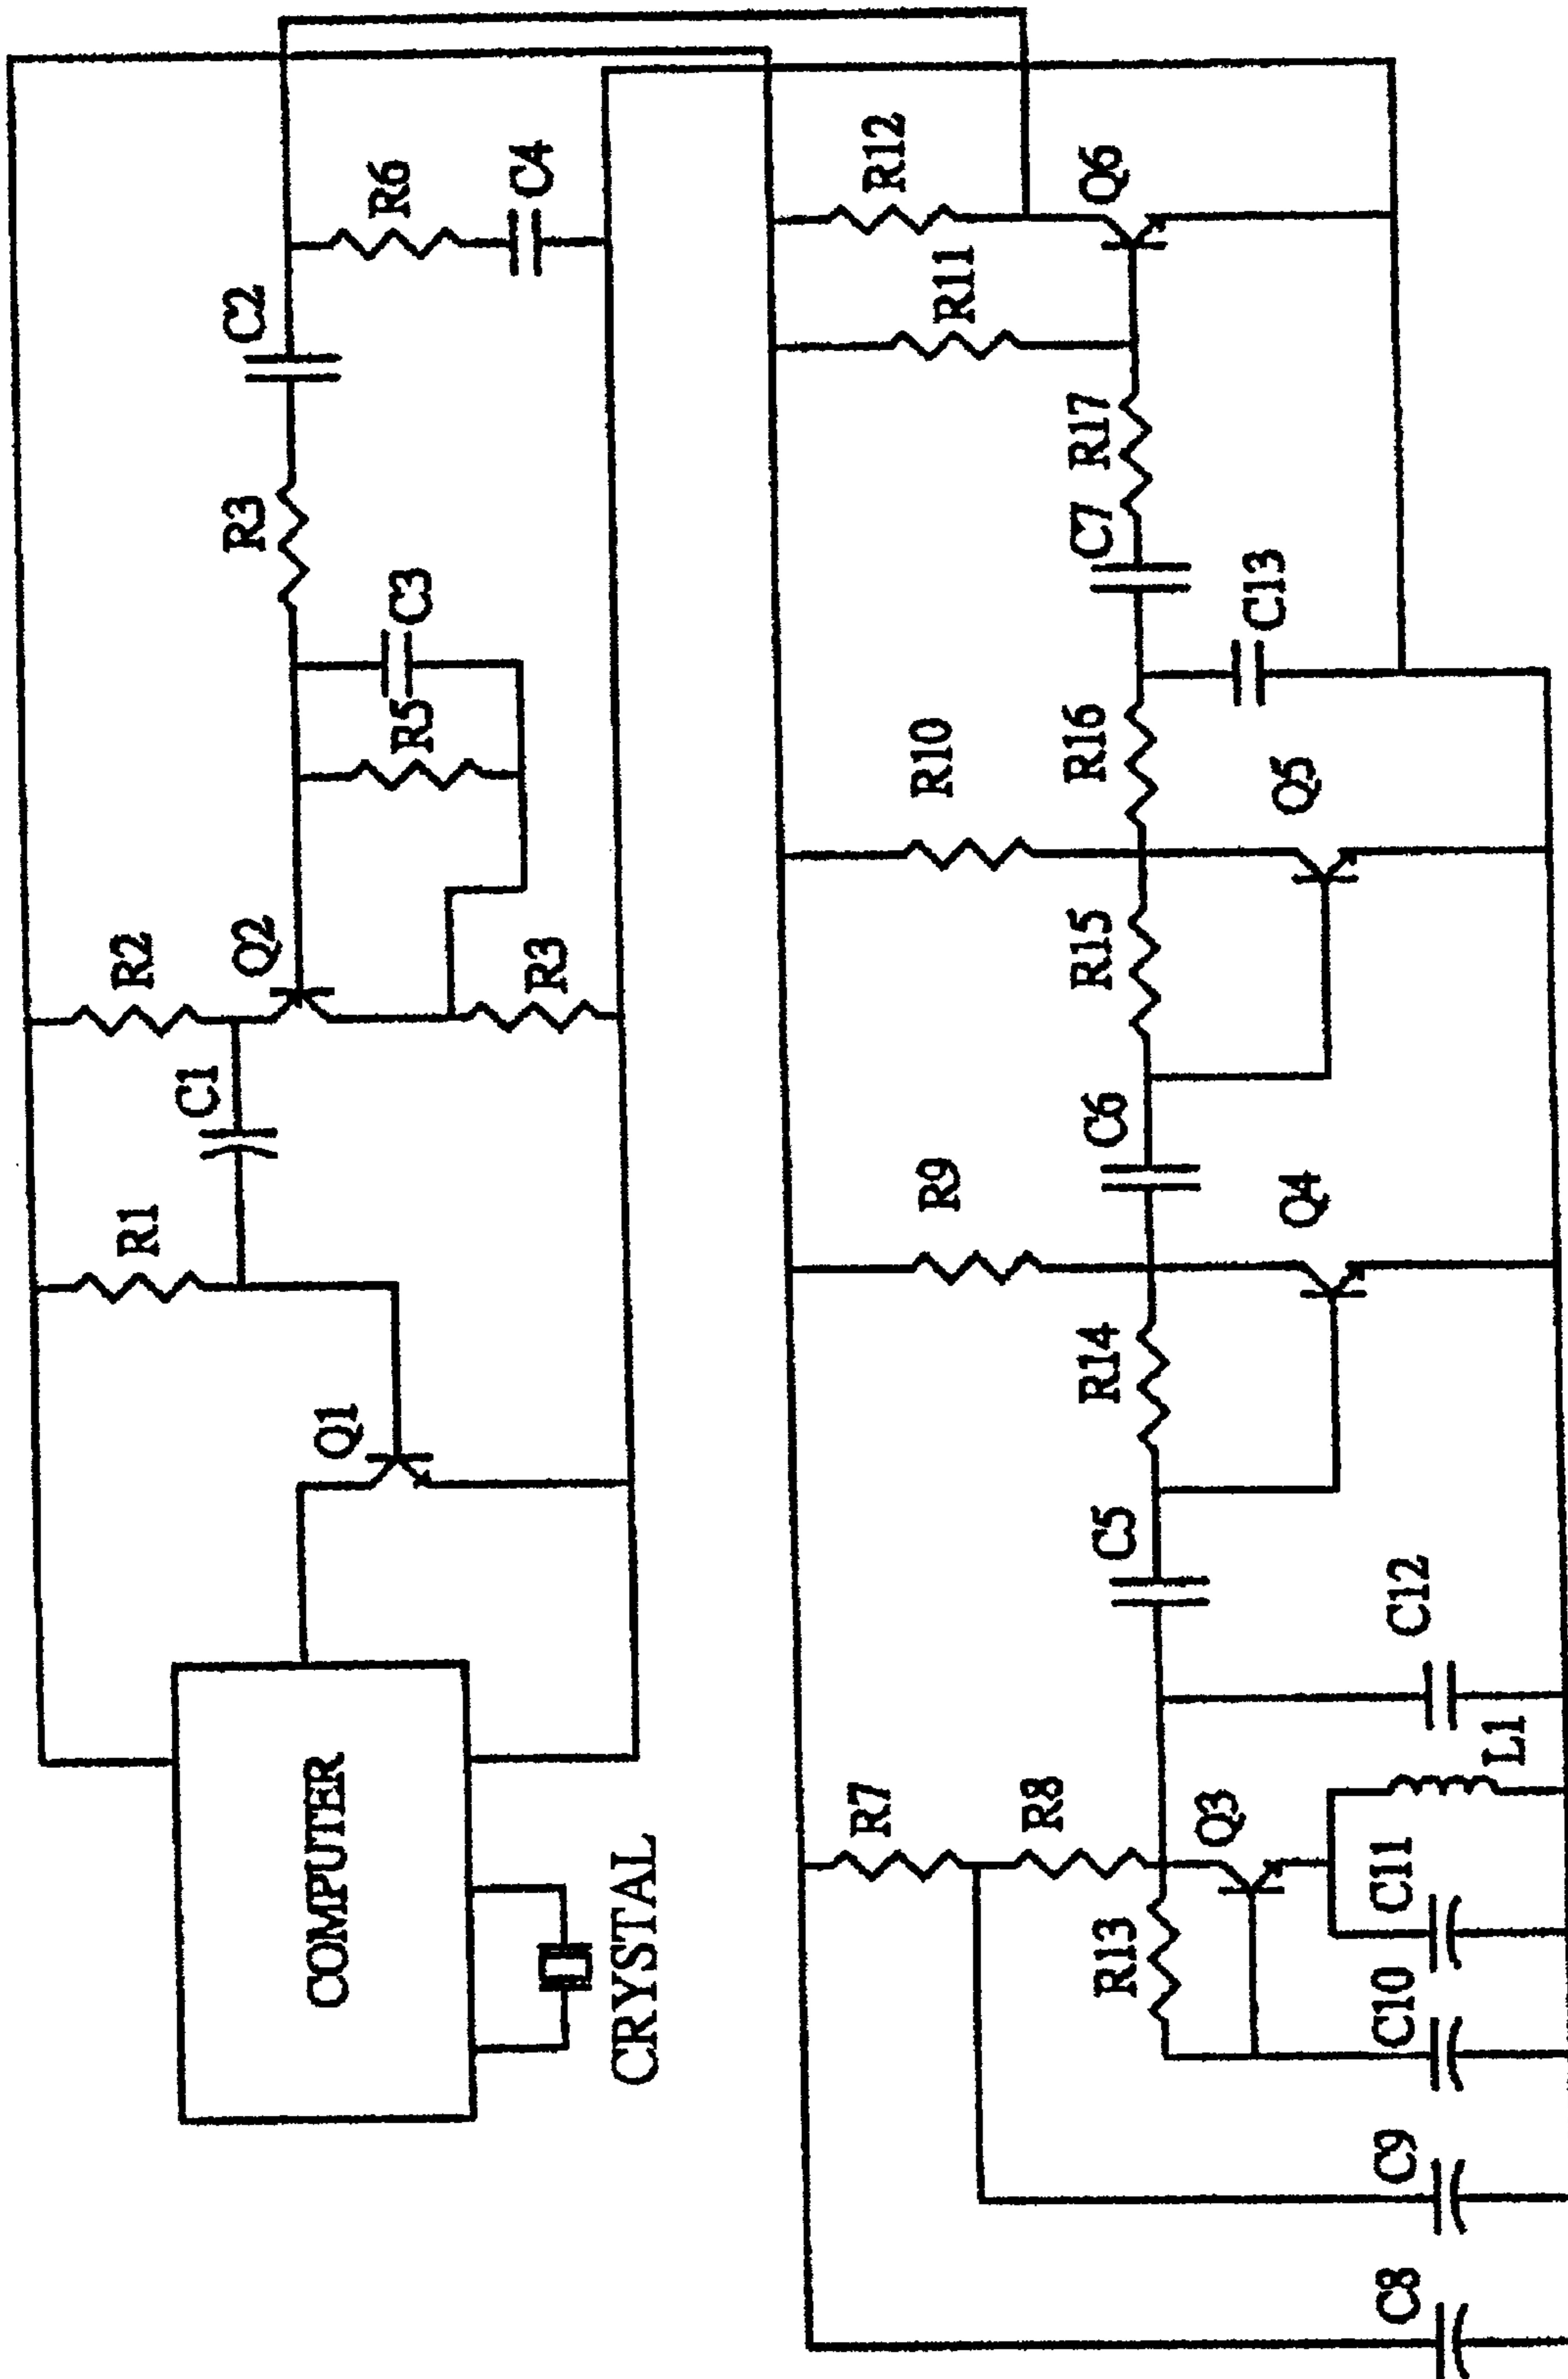 COMPUTER
CRYSTAL
Q1
R1
C1
R2
Q2
R3
R5
C3
R3
C2
R6
C4
C8
C9
C10
C11
L1
C12
R7
R8
R13
Q3
C5
R14
R9
Q4
C6
R15
R10
Q5
R16
C13
C7
R17
R11
R12
Q6